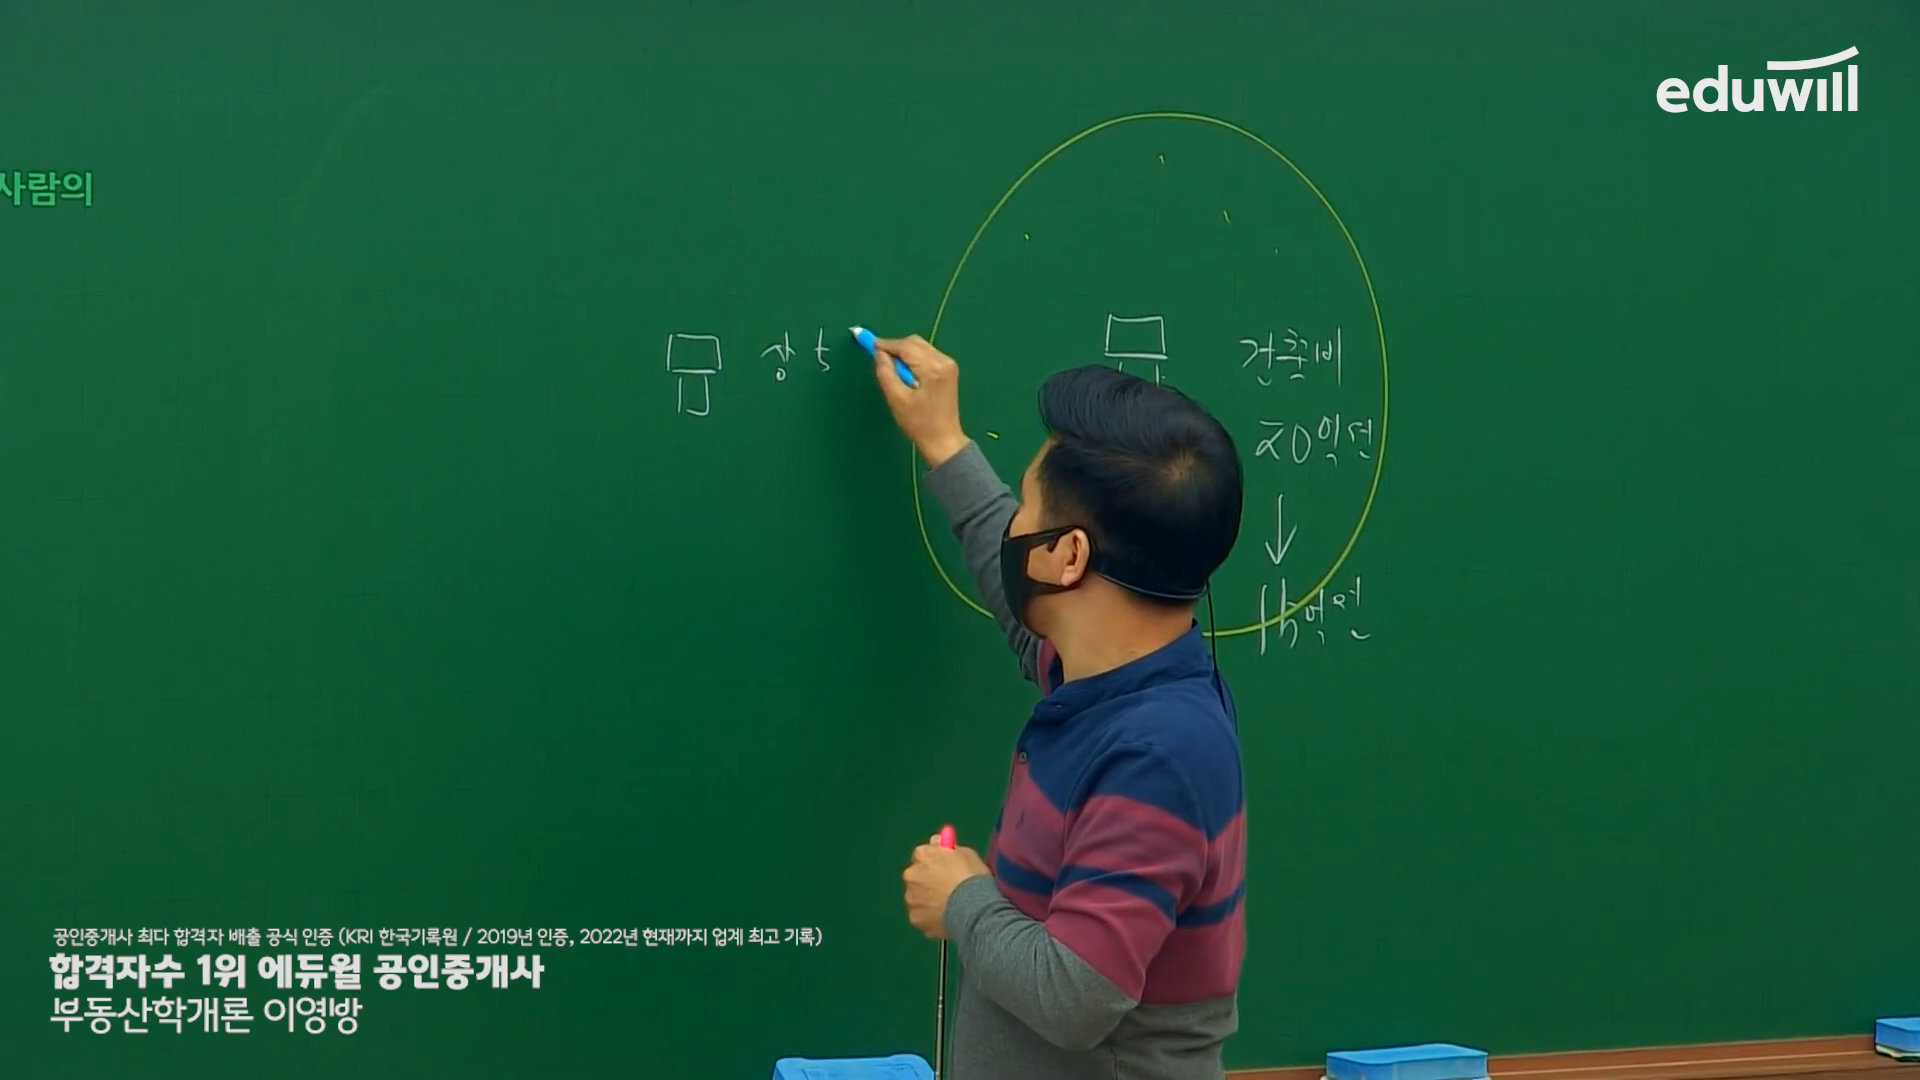 eduwill
사람의
건축비
20억원
15억원
공인중개사 최다 합격자 배출 공식 인증 (KRI 한국기록원 / 2019년 인증, 2022년 현재까지 업계 최고 기록)
합격자수 1위 에듀윌 공인중개사
부동산학개론 이영방